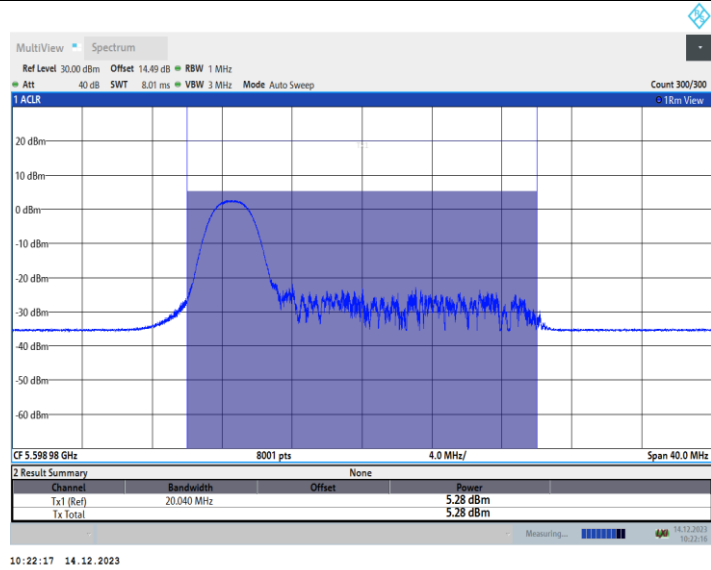 R S
MultiView Spectrum
Ref Level 30.00 dBm Offset 14.49 dB RBW 1 MHz
Att 40 dB SWT 8.01 ms VBW 3 MHz Mode Auto Sweep Count 300/300
1 ACLR 1Rm View
20 dBm
10 dBm
0 dBm
-10 dBm
-20 dBm
-30 dBm
-40 dBm
-50 dBm
-60 dBm
CF 5.59898 GHz 8001 pts 4.0 MHz/ Span 40.0 MHz
2 Result Summary None
Channel Bandwidth Offset Power
Tx1 (Ref) 20.040 MHz 5.28 dBm
Tx Total 5.28 dBm
Measuring... 14.12.2023
10:22:16
10:22:17 14.12.2023